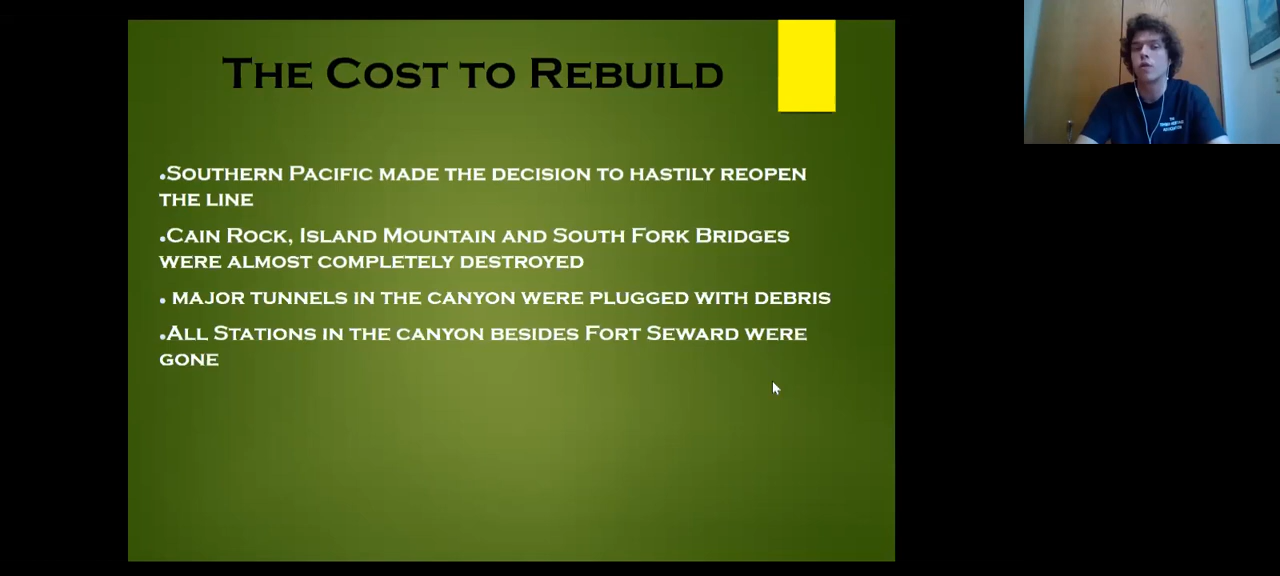 The Cost to Rebuild
•Southern Pacific made the decision to hastily reopen
the line
•Cain Rock, Island Mountain and South Fork Bridges
were almost completely destroyed
• major tunnels in the canyon were plugged with debris
•All Stations in the canyon besides Fort Seward were
gone